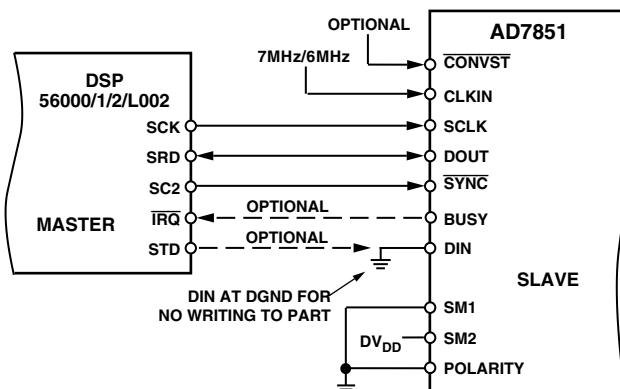 OPTIONAL
AD7851
7MHz/6MHz
CONVST
DSP
56000/1/2/L002
CLKIN
SCK
SCLK
SRD
DOUT
SC2
SYNC
IRQ
OPTIONAL
BUSY
MASTER
STD
OPTIONAL
DIN
SLAVE
DIN AT DGND FOR
NO WRITING TO PART
SM1
DVDD
SM2
POLARITY